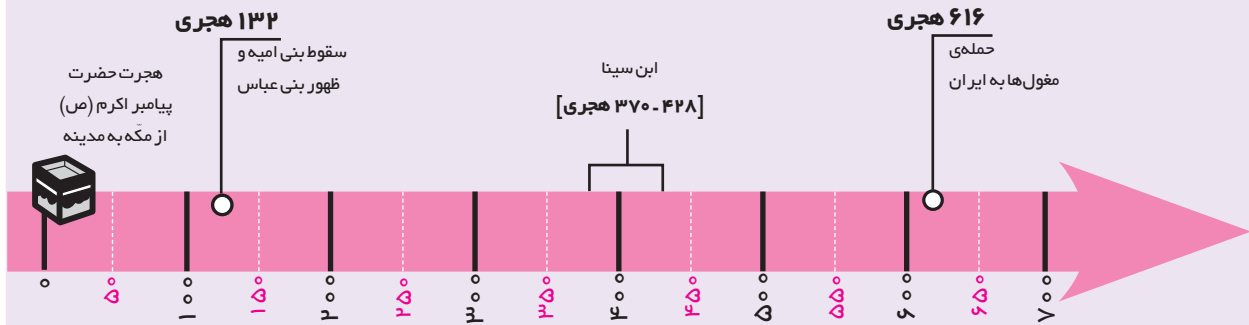 ۱۳۲ هجری
سقوط بنی امیه و
ظهور بنی عباس
هجرت حضرت
پیامبر اکرم (ص)
از مکّه به مدینه
ابن سینا
[۳۷۰ ـ ۴۲۸ هجری]
۶۱۶ هجری
حمله‌ی
مغول‌ها به ایران
۰
۵۰
۱۰۰
۱۵۰
۲۰۰
۲۵۰
۳۰۰
۳۵۰
۴۰۰
۴۵۰
۵۰۰
۵۵۰
۶۰۰
۶۵۰
۷۰۰